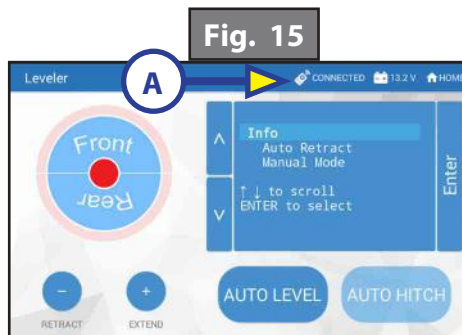 Fig. 15
Leveler
A
CONNECTED 13.2 V HOME
Front
Rear
^
v
Info
Auto Retract
Manual Mode
↑ ↓ to scroll
ENTER to select
Enter
-
+
RETRACT
EXTEND
AUTO LEVEL
AUTO HITCH